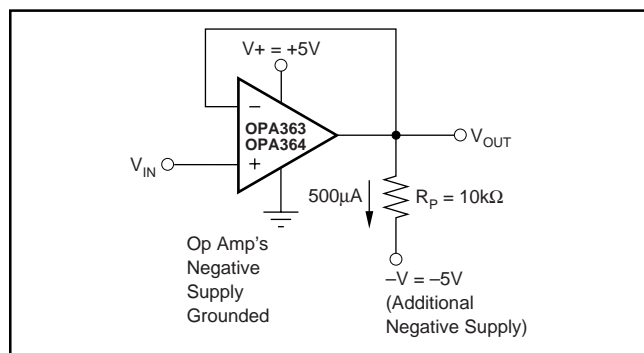 V+ = +5V
−
OPA363
OPA364
+
V_IN
V_OUT
500µA
R_P = 10kΩ
Op Amp's
Negative
Supply
Grounded
–V = –5V
(Additional
Negative Supply)